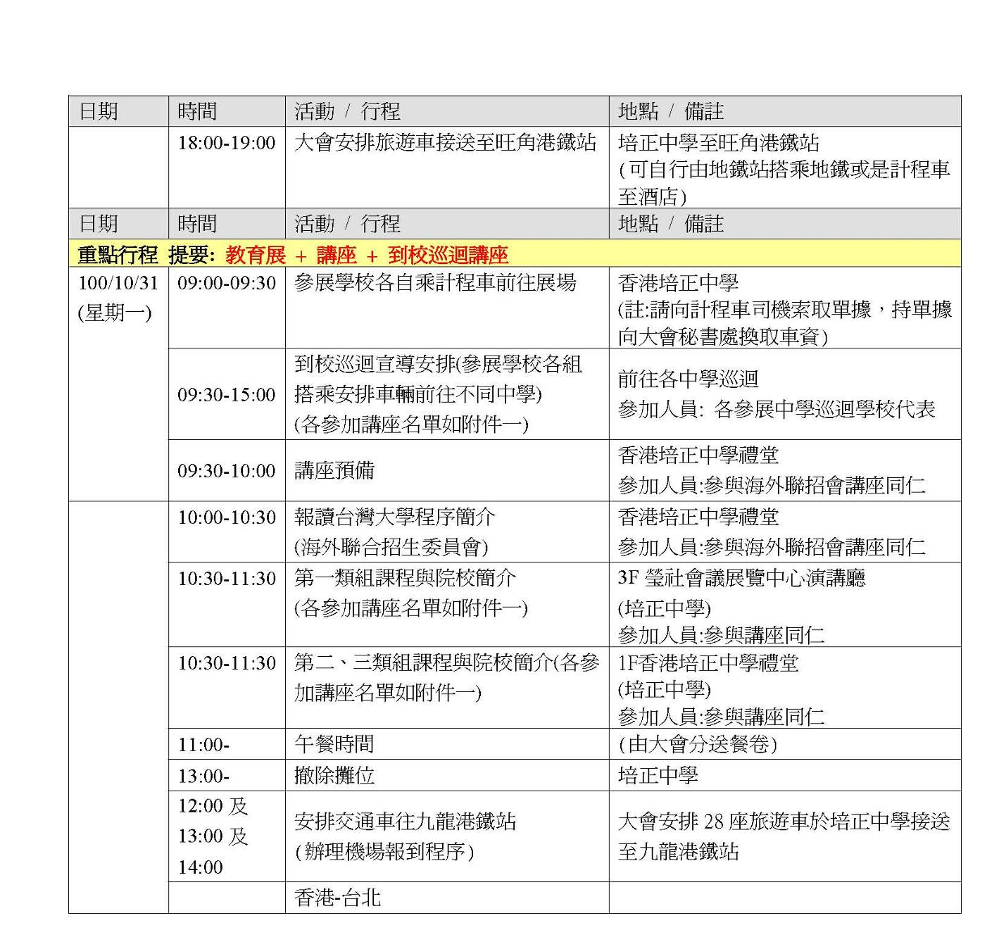 日期 時間 活動 / 行程 地點 / 備註
18:00-19:00 大會安排旅遊車接送至旺角港鐵站 培正中學至旺角港鐵站
(可自行由地鐵站搭乘地鐵或是計程車
至酒店)
日期 時間 活動 / 行程 地點 / 備註
重點行程 提要: 教育展 + 講座 + 到校巡迴講座
100/10/31
(星期一)
09:00-09:30 參展學校各自乘計程車前往展場 香港培正中學
(註:請向計程車司機索取單據，持單據
向大會秘書處換取車資)
09:30-15:00
到校巡迴宣導安排(參展學校各組
搭乘安排車輛前往不同中學)
(各參加講座名單如附件一)
前往各中學巡迴
參加人員: 各參展中學巡迴學校代表
09:30-10:00 講座預備
香港培正中學禮堂
參加人員:參與海外聯招會講座同仁
10:00-10:30 報讀台灣大學程序簡介
(海外聯合招生委員會)
香港培正中學禮堂
參加人員:參與海外聯招會講座同仁
10:30-11:30 第一類組課程與院校簡介
(各參加講座名單如附件一)
3F 瑩社會議展覽中心演講廳
(培正中學)
參加人員:參與講座同仁
10:30-11:30 第二、三類組課程與院校簡介(各參
加講座名單如附件一)
1F香港培正中學禮堂
(培正中學)
參加人員:參與講座同仁
11:00- 午餐時間 (由大會分送餐卷)
13:00- 撤除攤位 培正中學
12:00 及
13:00 及
14:00
安排交通車往九龍港鐵站
(辦理機場報到程序)
大會安排 28 座旅遊車於培正中學接送
至九龍港鐵站
香港-台北